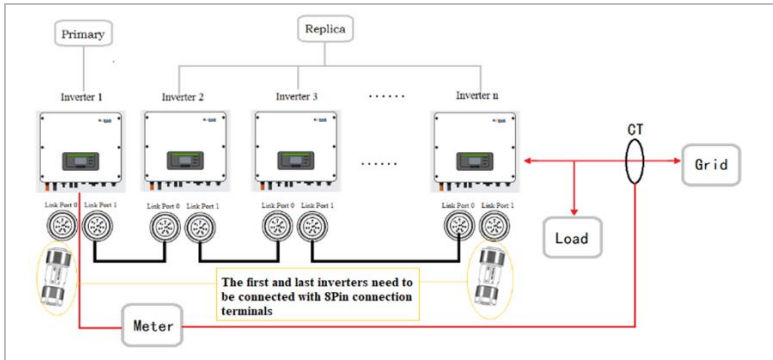 Primary
Replica
Inverter 1
Inverter 2
Inverter 3
......
Inverter n
......
CT
Grid
Load
Link Port 0
Link Port 1
Link Port 0
Link Port 1
Link Port 0
Link Port 1
Link Port 0
Link Port 1
The first and last inverters need to
be connected with 8Pin connection
terminals
Meter